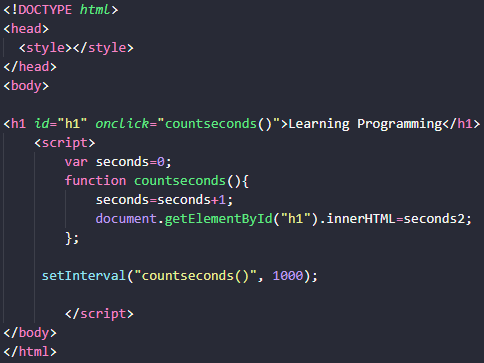 <!DOCTYPE html>
<head>
<style></style>
</head>
<body>
<h1 id="h1" onclick="countseconds()">Learning Programming</h1>
<script>
var seconds=0;
function countseconds(){
seconds=seconds+1;
document.getElementById("h1").innerHTML=seconds2;
};
setInterval("countseconds()", 1000);
</script>
</body>
</html>